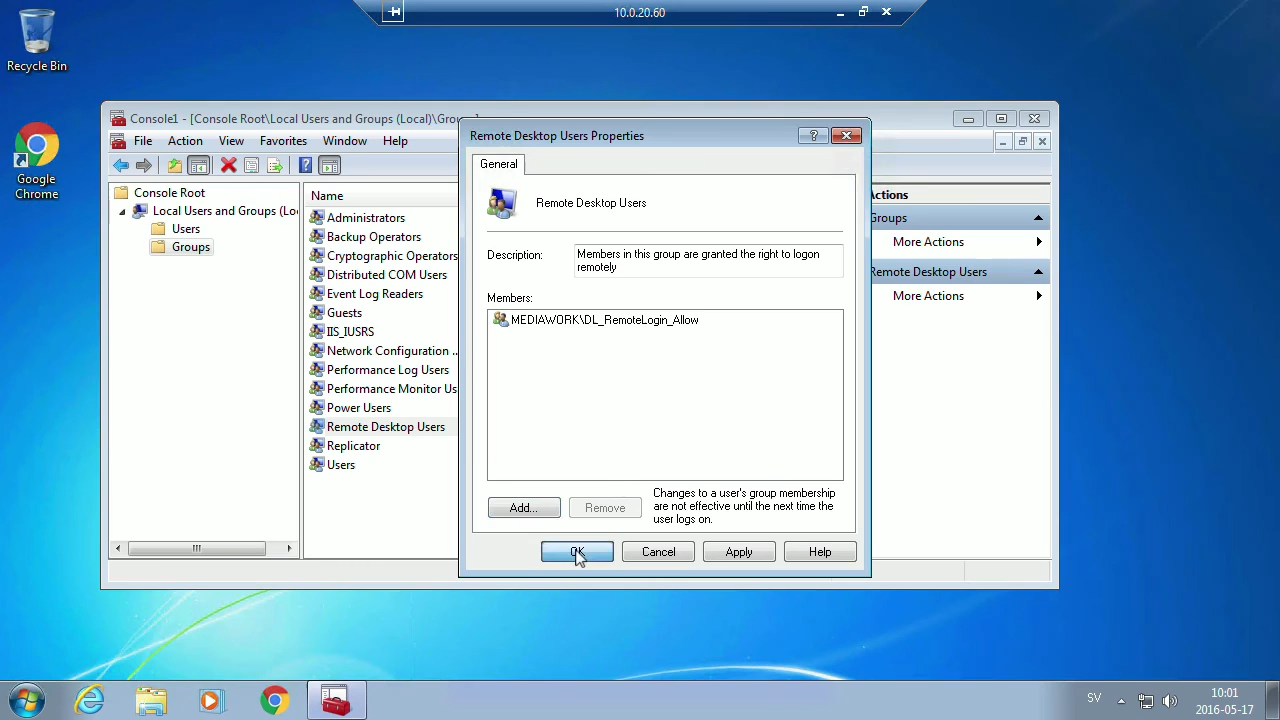 10.0.20.60
Recycle Bin
Google
Chrome
Console1 - [Console Root\Local Users and Groups (Local)\Gro
File
Action
View
Favorites
Window
Help
Console Root
Local Users and Groups (Lo
Users
Groups
Name
Administrators
Backup Operators
Cryptographic Operators
Distributed COM Users
Event Log Readers
Guests
IIS_IUSRS
Network Configuration ..
Performance Log Users
Performance Monitor Us
Power Users
Remote Desktop Users
Replicator
Users
Remote Desktop Users Properties
General
Remote Desktop Users
Description:
Members in this group are granted the right to logon
remotely
Members:
MEDIAWORK\DL_RemoteLogin_Allow
Add...
Remove
Changes to a user's group membership
are not effective until the next time the
user logs on.
OK
Cancel
Apply
Help
Actions
Groups
More Actions
Remote Desktop Users
More Actions
SV
10:01
2016-05-17